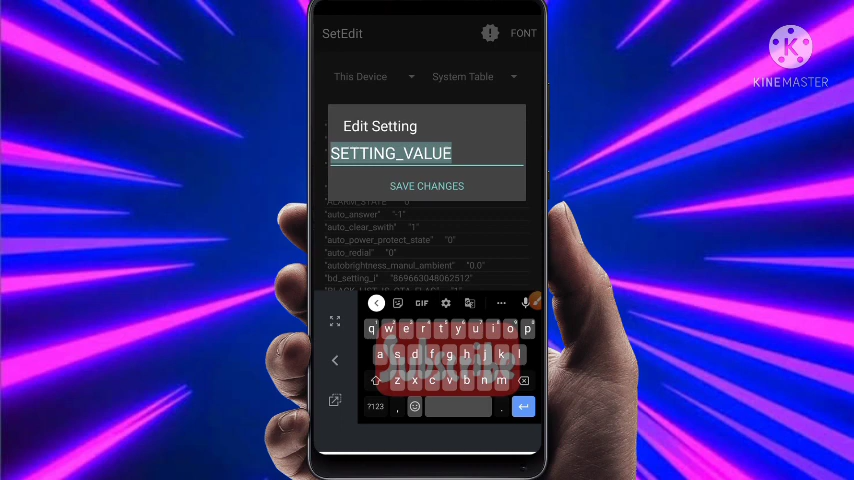 SetEdit
FONT
This Device
System Table
KINEMASTER
Edit Setting
SETTING_VALUE
SAVE CHANGES
"auto_answer" "-1"
"auto_clear_swith" "1"
"auto_power_protect_state" "0"
"auto_redial" "0"
"autobrightness_manul_ambient" "0.0"
"bd_setting_i" "869663048062512"
GIF
q w e r t y u i o p
a s d f g h j k l
Subscribe
z x c v b n m
?123 , .